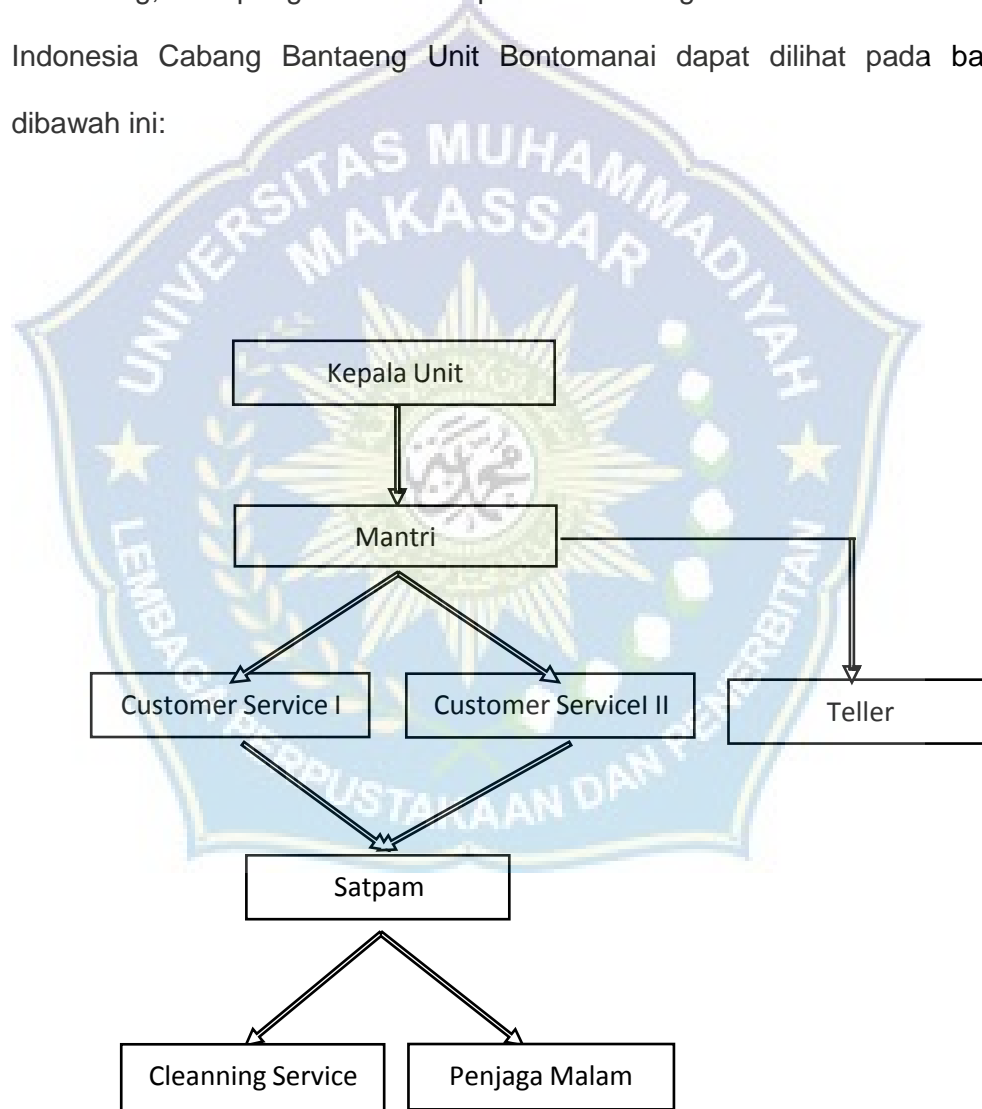 Indonesia Cabang Bantaeng Unit Bontomanai dapat dilihat pada ba
dibawah ini:
UNIVERSITAS MUHAMMADIYAH
MAKASSAR
Kepala Unit
Mantri
Customer Service I
Customer Servicel II
Teller
LEMBAGA PERPUSTAKAAN DAN PENERBITAN
Satpam
Cleanning Service
Penjaga Malam